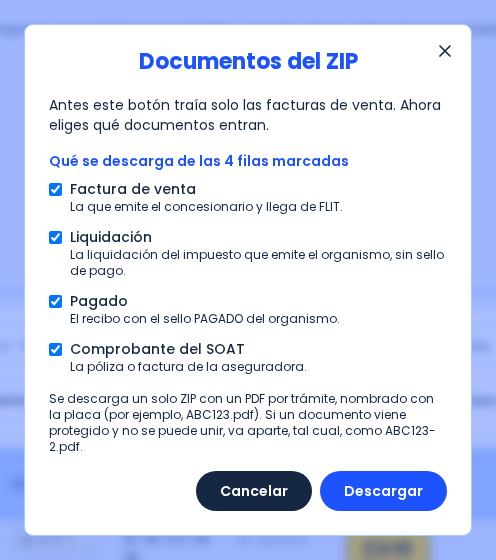 Documentos del ZIP
Antes este botón traía solo las facturas de venta. Ahora
eliges qué documentos entran.
Qué se descarga de las 4 filas marcadas
Factura de venta
La que emite el concesionario y llega de FLIT.
Liquidación
La liquidación del impuesto que emite el organismo, sin sello
de pago.
Pagado
El recibo con el sello PAGADO del organismo.
Comprobante del SOAT
La póliza o factura de la aseguradora.
Se descarga un solo ZIP con un PDF por trámite, nombrado con
la placa (por ejemplo, ABC123.pdf). Si un documento viene
protegido y no se puede unir, va aparte, tal cual, como ABC123-
2.pdf.
Cancelar
Descargar